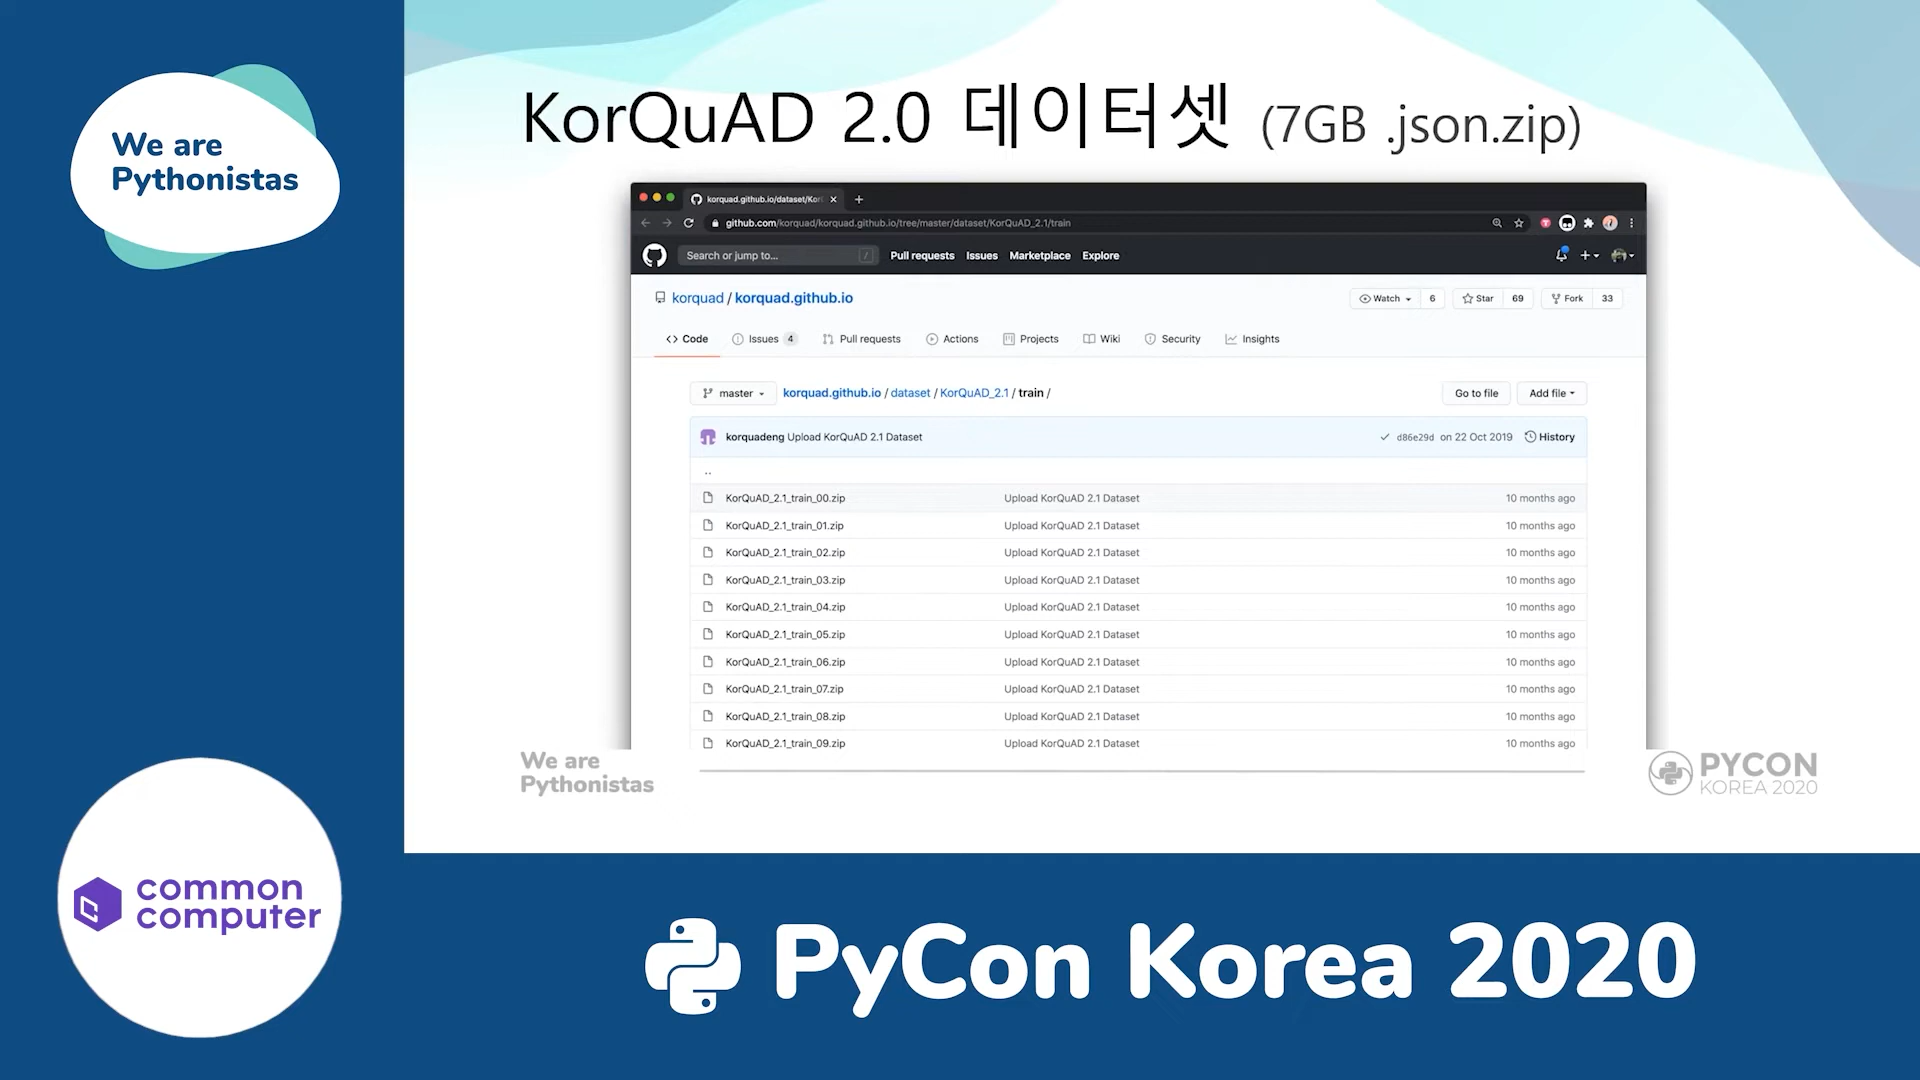 We are
Pythonistas
KorQuAD 2.0 데이터셋 (7GB .json.zip)
korquad.github.io/dataset/Kor
github.com/korquad/korquad.github.io/tree/master/dataset/KorQuAD_2.1/train
Search or jump to... / Pull requests Issues Marketplace Explore
korquad / korquad.github.io Watch 6 Star 69 Fork 33
Code Issues 4 Pull requests Actions Projects Wiki Security Insights
master korquad.github.io / dataset / KorQuAD_2.1 / train / Go to file Add file
korquadeng Upload KorQuAD 2.1 Dataset d86e29d on 22 Oct 2019 History
..
KorQuAD_2.1_train_00.zip Upload KorQuAD 2.1 Dataset 10 months ago
KorQuAD_2.1_train_01.zip Upload KorQuAD 2.1 Dataset 10 months ago
KorQuAD_2.1_train_02.zip Upload KorQuAD 2.1 Dataset 10 months ago
KorQuAD_2.1_train_03.zip Upload KorQuAD 2.1 Dataset 10 months ago
KorQuAD_2.1_train_04.zip Upload KorQuAD 2.1 Dataset 10 months ago
KorQuAD_2.1_train_05.zip Upload KorQuAD 2.1 Dataset 10 months ago
KorQuAD_2.1_train_06.zip Upload KorQuAD 2.1 Dataset 10 months ago
KorQuAD_2.1_train_07.zip Upload KorQuAD 2.1 Dataset 10 months ago
KorQuAD_2.1_train_08.zip Upload KorQuAD 2.1 Dataset 10 months ago
KorQuAD_2.1_train_09.zip Upload KorQuAD 2.1 Dataset 10 months ago
We are
Pythonistas
PYCON
KOREA 2020
common
computer
PyCon Korea 2020